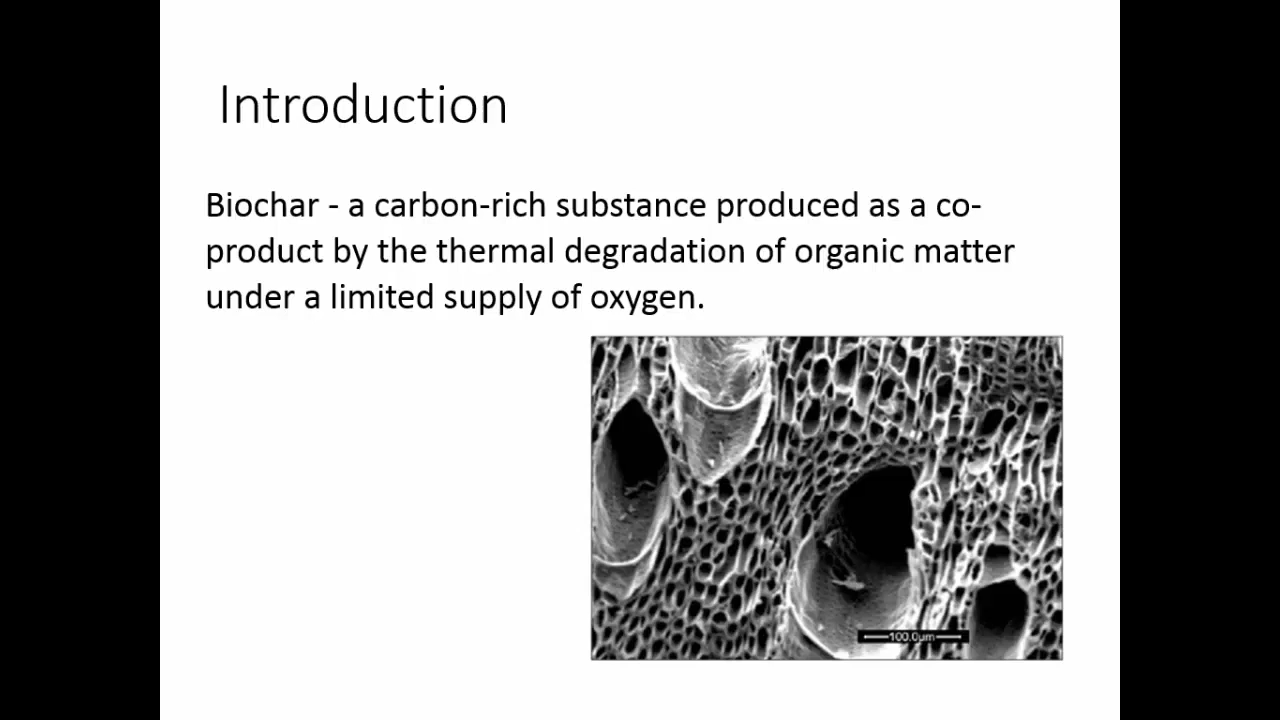 Introduction
Biochar - a carbon-rich substance produced as a co-
product by the thermal degradation of organic matter
under a limited supply of oxygen.
100.0um